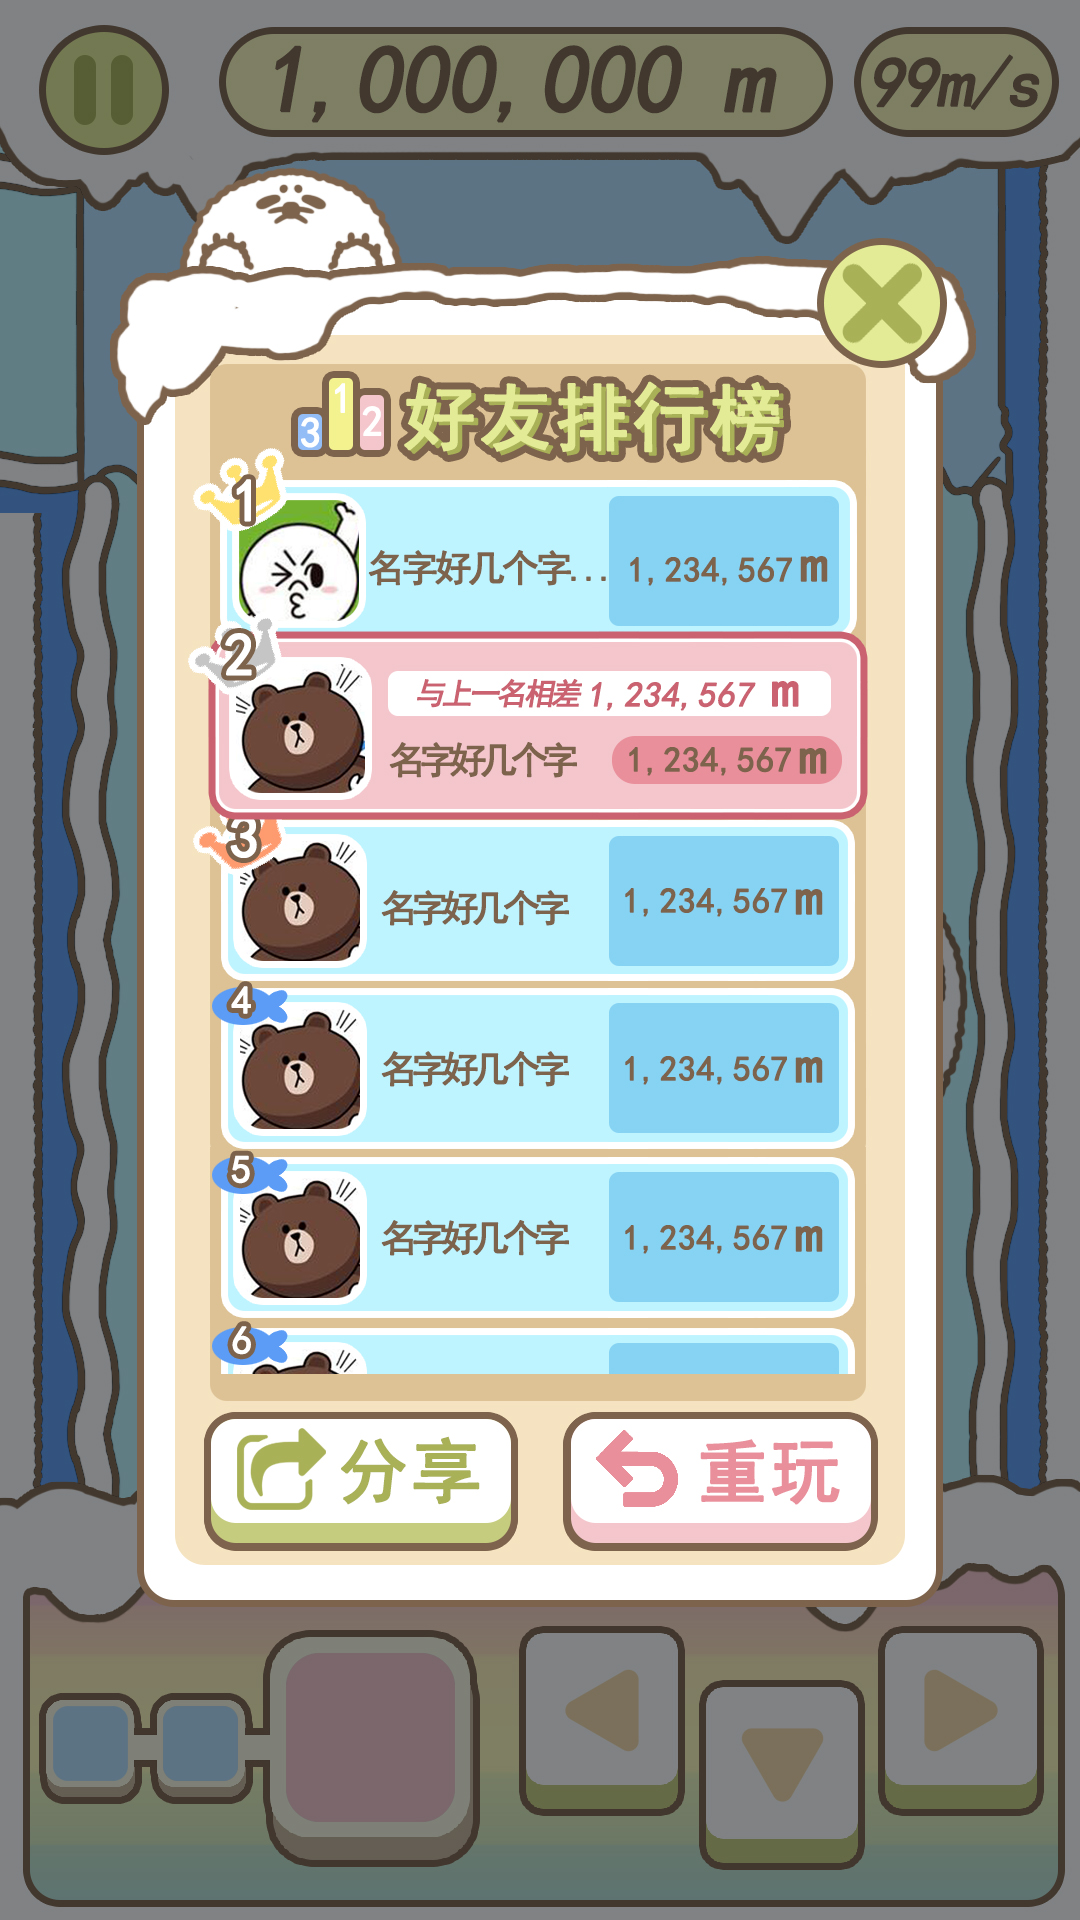 1,000,000 m
99m/s
3 1 2 好友排行榜
1
名字好几个字... 1,234,567 m
2
与上一名相差 1,234,567 m
名字好几个字 1,234,567 m
3
名字好几个字 1,234,567 m
4
名字好几个字 1,234,567 m
5
名字好几个字 1,234,567 m
6
分享 重玩